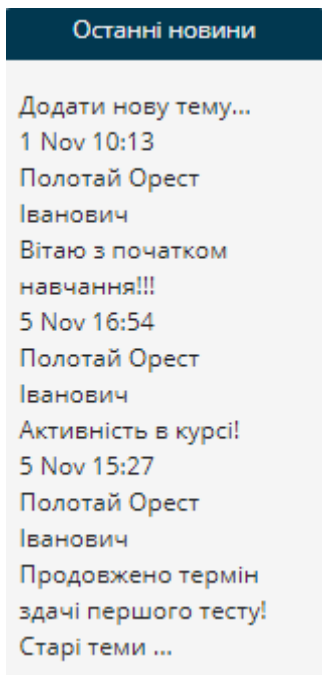 Останні новини
Додати нову тему...
1 Nov 10:13
Полотай Орест
Іванович
Вітаю з початком
навчання!!!
5 Nov 16:54
Полотай Орест
Іванович
Активність в курсі!
5 Nov 15:27
Полотай Орест
Іванович
Продовжено термін
здачі першого тесту!
Старі теми ...